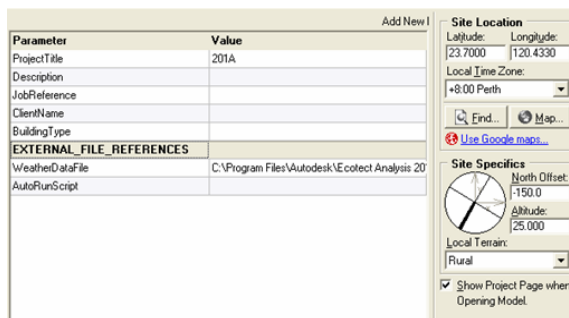 Add New
Parameter Value
ProjectTitle 201A
Description
JobReference
ClientName
BuildingType
EXTERNAL_FILE_REFERENCES
WeatherDataFile C:\Program Files\Autodesk\Ecotect Analysis 20
AutoRunScript
Site Location
Latitude: Longitude:
23.7000 120.4330
Local Time Zone:
+8:00 Perth
Find... Map...
Use Google maps...
Site Specifics
North Offset:
-150.0
Altitude:
25.000
Local Terrain:
Rural
Show Project Page when
Opening Model.